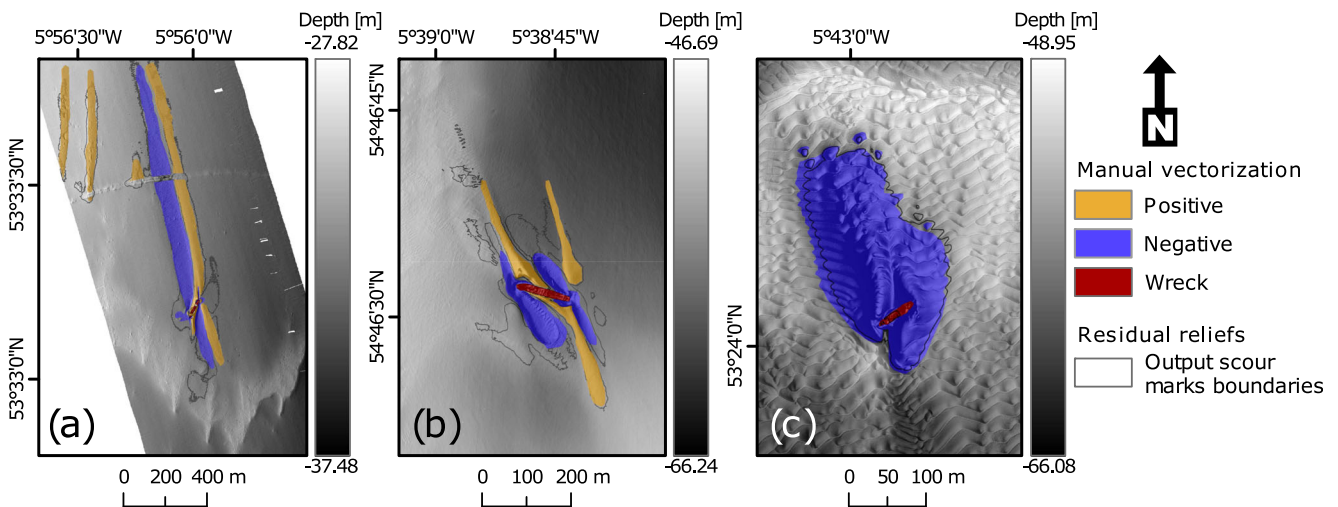 Depth [m]
-27.82
5°56'30"W
5°56'0"W
53°33'30"N
53°33'0"N
(a)
-37.48
0 200 400 m
Depth [m]
-46.69
5°39'0"W
5°38'45"W
54°46'45"N
54°46'30"N
(b)
-66.24
0 100 200 m
Depth [m]
-48.95
5°43'0"W
53°24'0"N
(c)
-66.08
0 50 100 m
N
Manual vectorization
Positive
Negative
Wreck
Residual reliefs
Output scour
marks boundaries